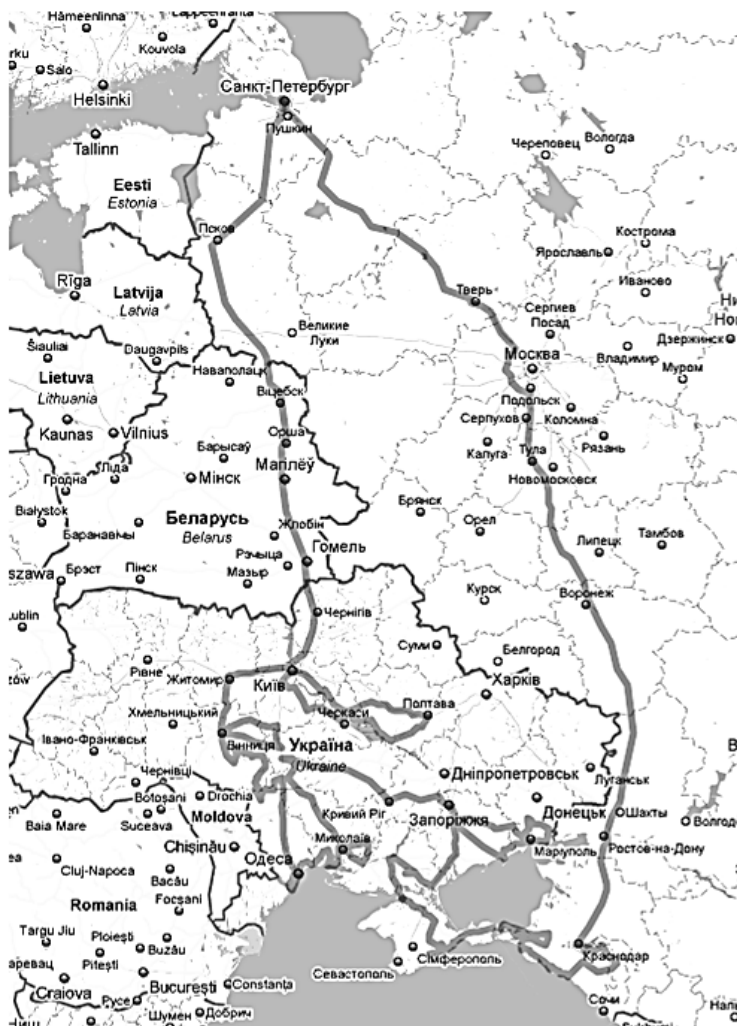 Hämeenlinna
Lappeenranta
Kouvola
Salo
Helsinki
Санкт-Петербург
Пушкин
Tallinn
Череповец
Вологда
Eesti
Estonia
Псков
Кострома
Ярославль
Rīga
Latvija
Latvia
Тверь
Иваново
Сергиев
Посад
Великие
Луки
Дзержинск
Šiauliai
Daugavpils
Москва
Владимир
Муром
Lietuva
Lithuania
Наваполацк
Віцебск
Подольск
Kaunas
Vilnius
Орша
Серпухов
Коломна
Барысаў
Калуга
Тула
Рязань
Ліда
Мінск
Магілёў
Новомосковск
Гродна
Białystok
Баранавічы
Беларусь
Belarus
Жлобін
Брянск
Орел
Липецк
Тамбов
Гомель
Рэчыца
Брэст
Пінск
Мазыр
Курск
Воронеж
Lublin
Чернігів
Суми
Белгород
Рівне
Житомир
Київ
Харків
Хмельницький
Черкаси
Полтава
Івано-Франківськ
Вінниця
Україна
Ukraine
Чернівці
Дніпропетровськ
Луганськ
Botoșani
Drochia
Baia Mare
Suceava
Moldova
Кривий Ріг
Запоріжжя
Донецьк
Шахты
Волгодо
Chișinău
Миколаїв
Маріуполь
Ростов-на-Дону
Cluj-Napoca
Bacău
Одеса
Romania
Focșani
Targu Jiu
Ploiești
Buzău
Краснодар
Pitești
Сімферополь
Севастополь
Craiova
București
Constanța
Русе
Сочи
Шумен
Добрич